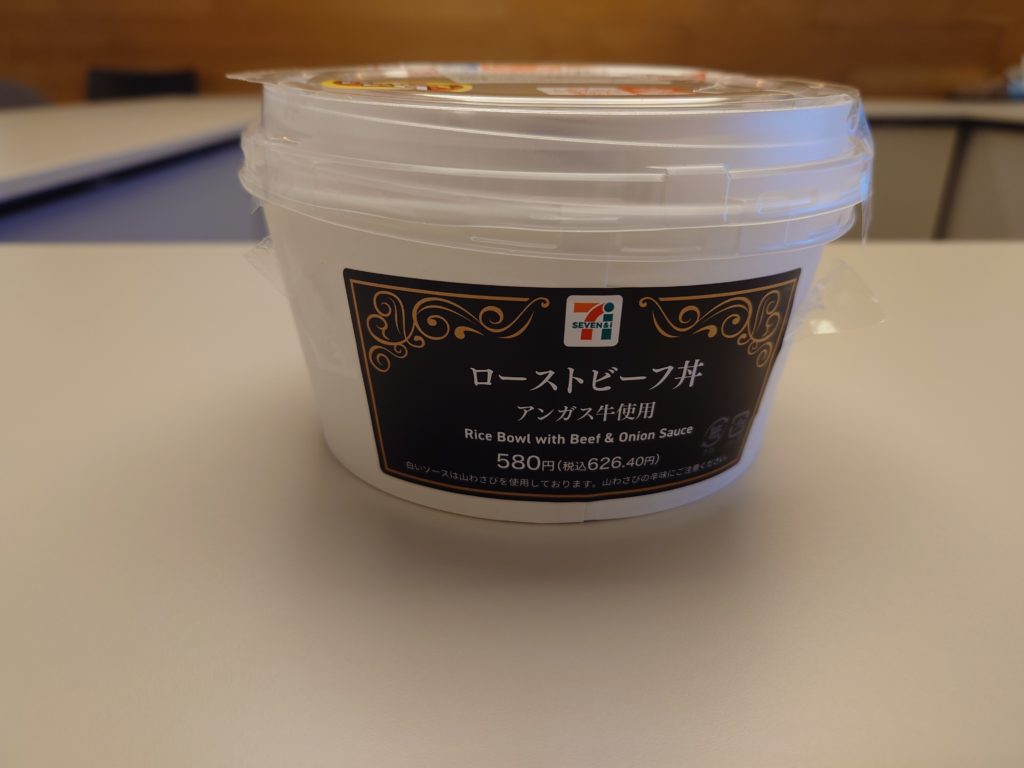 SEVEN&i
ローストビーフ丼
アンガス牛使用
Rice Bowl with Beef & Onion Sauce
580円(税込626.40円)
白いソースは山わさびを使用しております。山わさびの辛味にご注意ください。